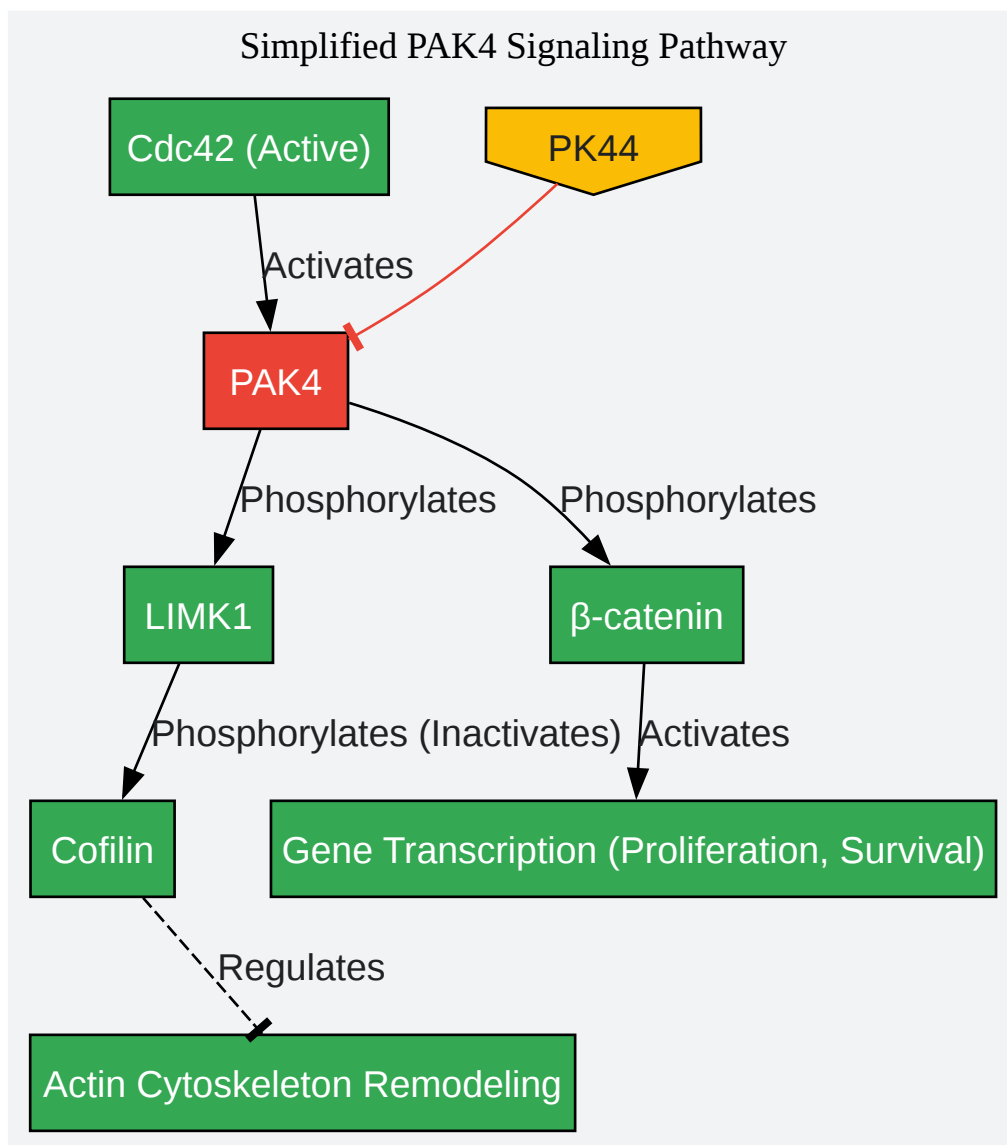 Simplified PAK4 Signaling Pathway
Cdc42 (Active)
PK44
Activates
PAK4
Phosphorylates
Phosphorylates
LIMK1
β-catenin
Phosphorylates (Inactivates)
Activates
Cofilin
Gene Transcription (Proliferation, Survival)
Regulates
Actin Cytoskeleton Remodeling